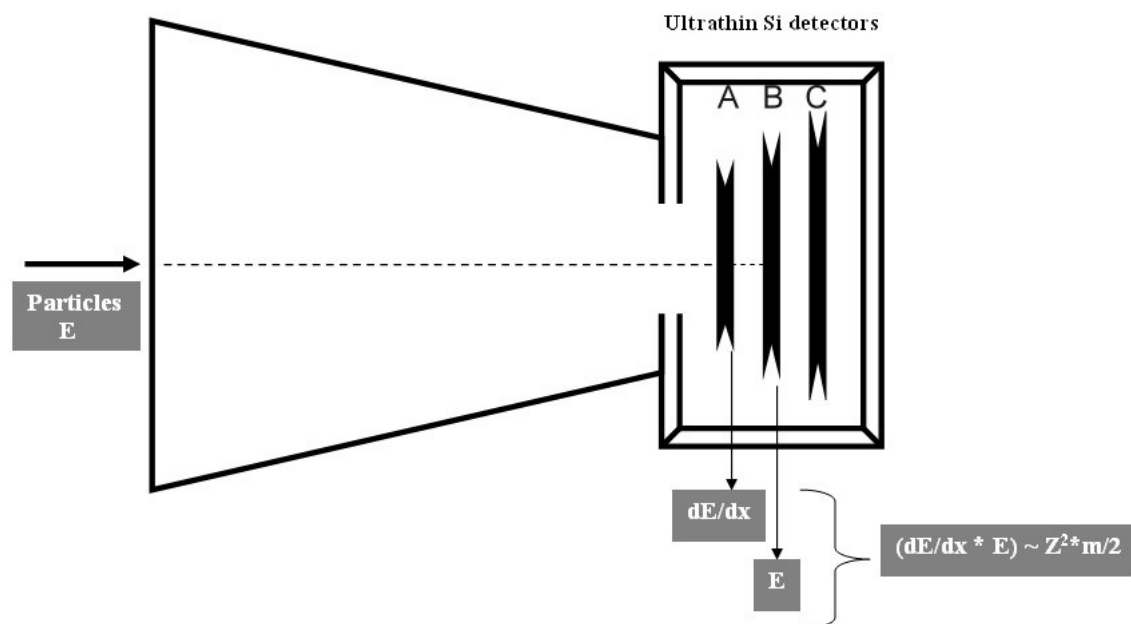 Ultrathin Si detectors
A B C
Particles
E
dE/dx
(dE/dx * E) ~ Z²*m/2
E